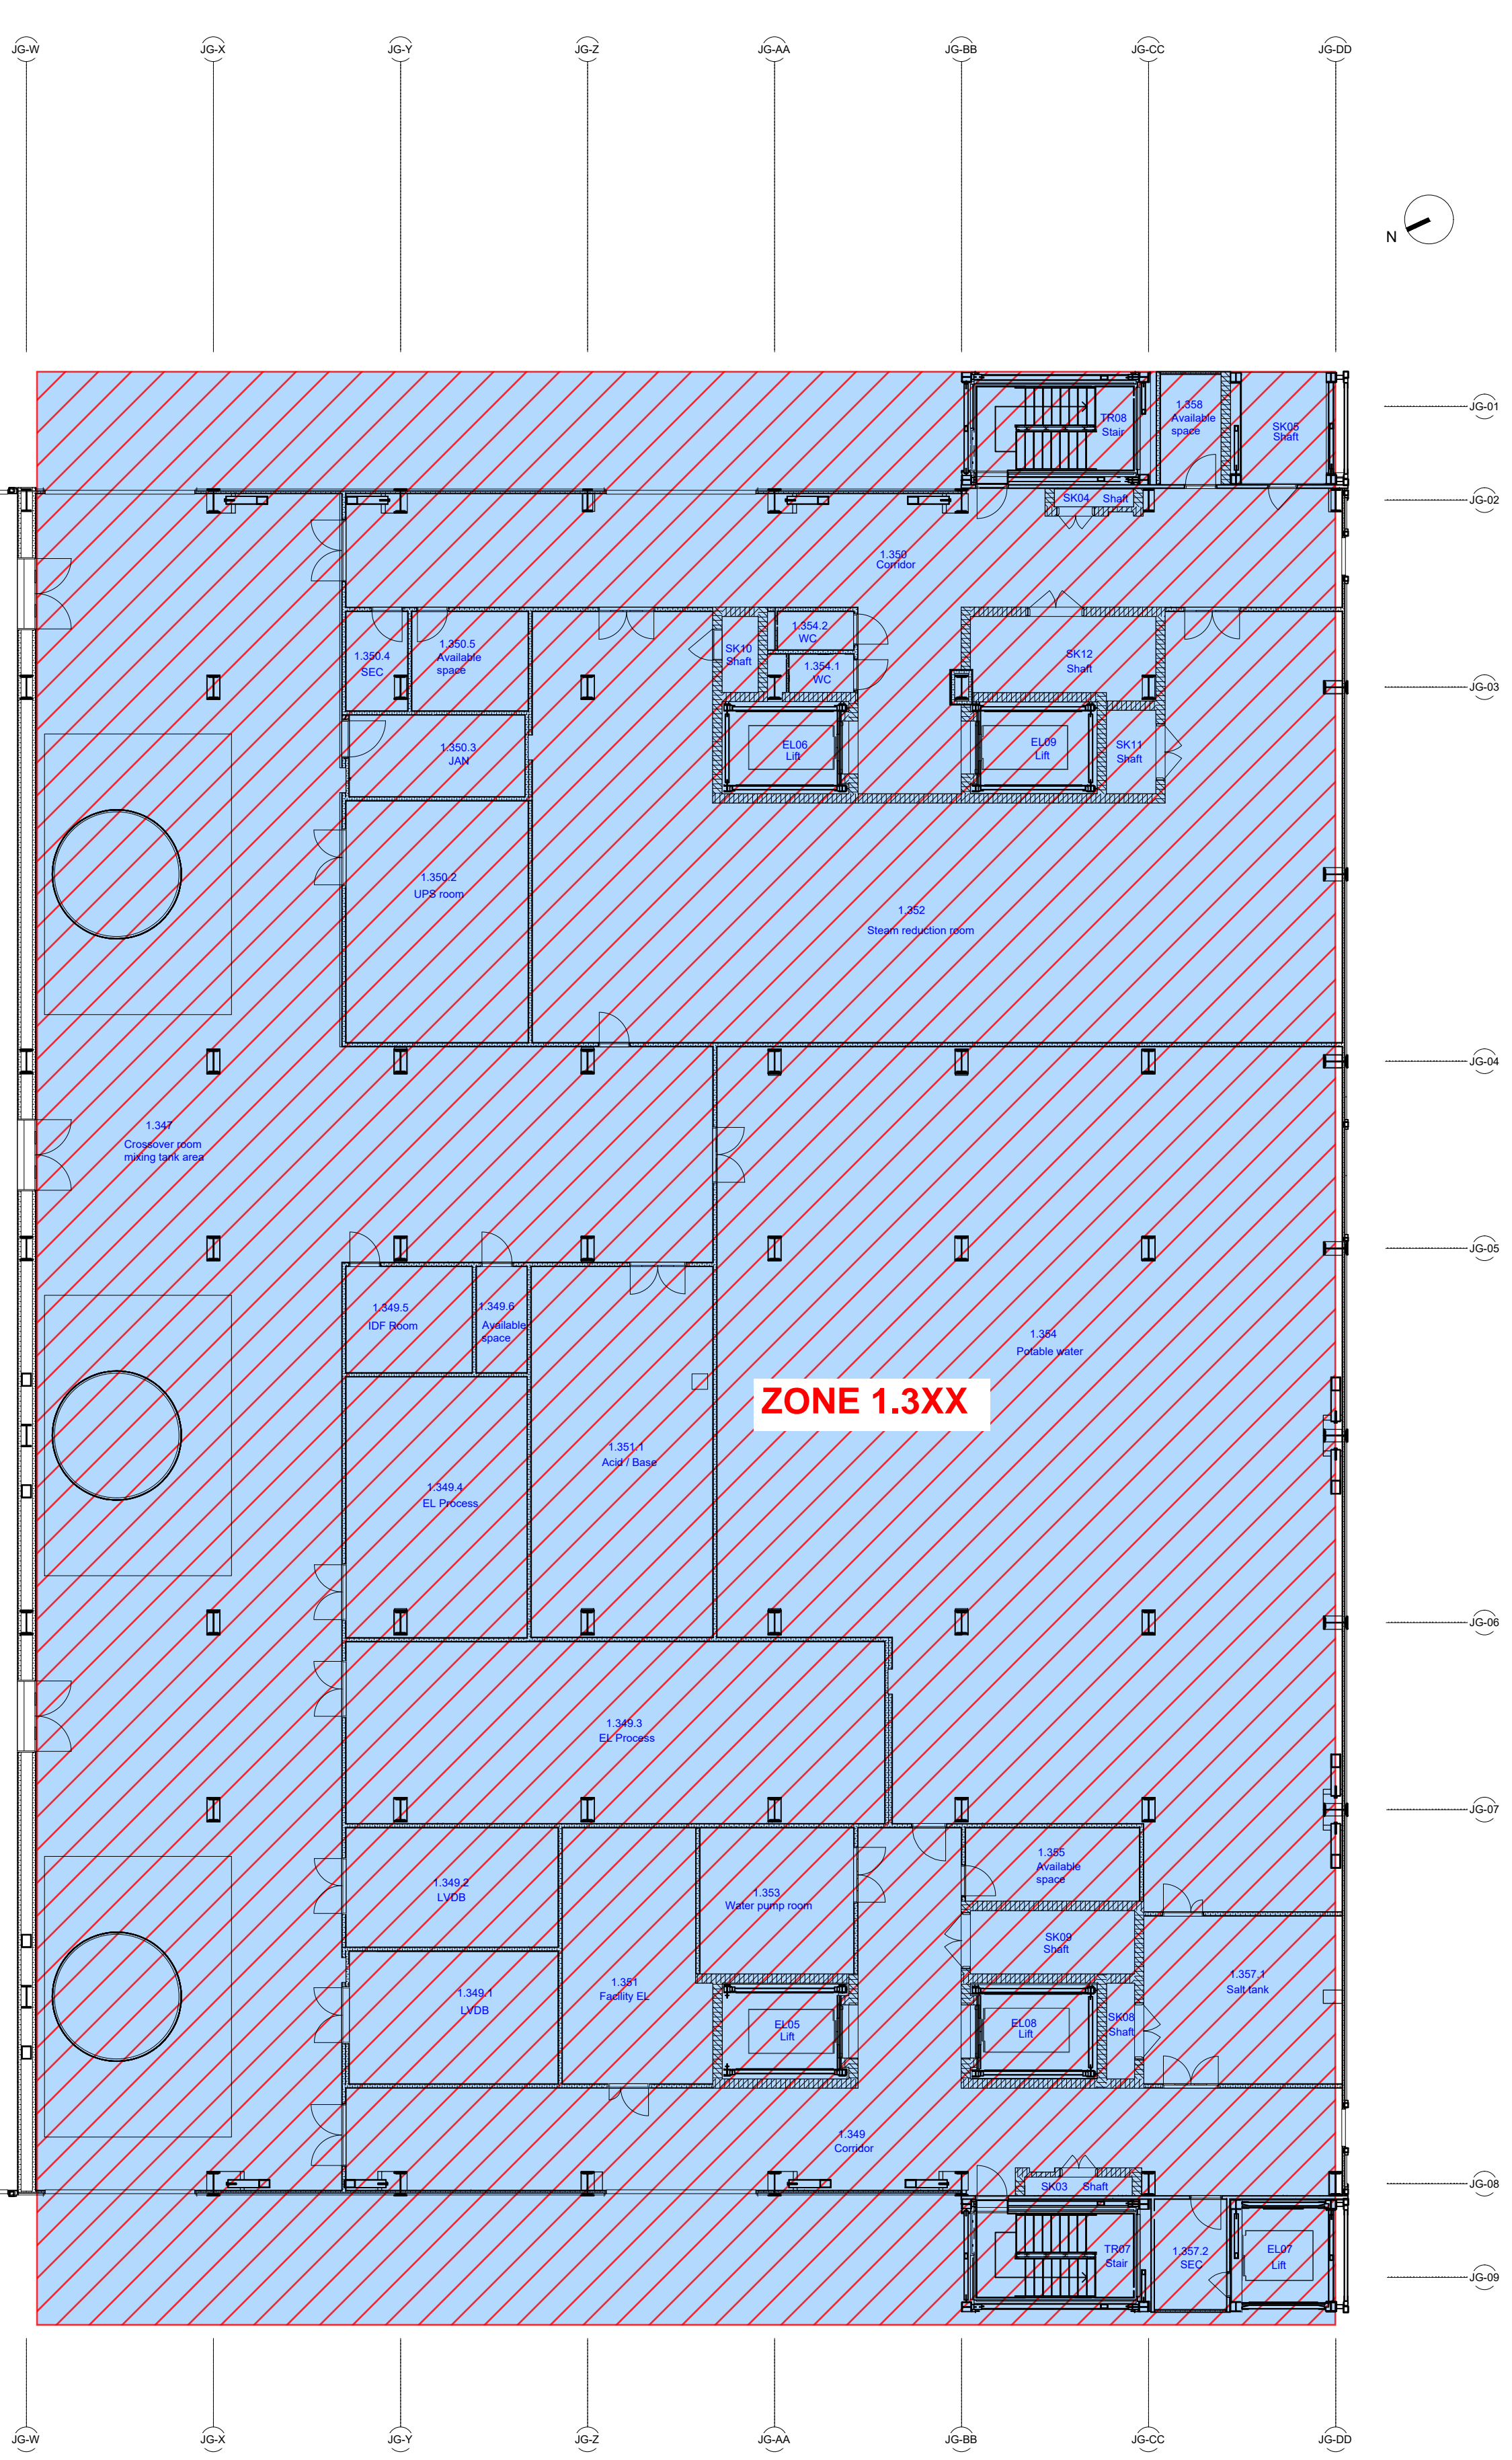 JG-W
JG-X
JG-Y
JG-Z
JG-AA
JG-BB
JG-CC
JG-DD
N
JG-01
TR08
Stair
1.358
Available
space
SK05
Shaft
JG-02
SK04 Shaft
1.350
Corridor
1.350.4
SEC
1.350.5
Available
space
SK10
Shaft
1.354.2
WC
1.354.1
WC
SK12
Shaft
JG-03
1.350.3
JAN
EL06
Lift
EL09
Lift
SK11
Shaft
1.350.2
UPS room
1.352
Steam reduction room
JG-04
1.347
Crossover room
mixing tank area
JG-05
1.349.5
IDF Room
1.349.6
Available
space
1.354
Potable water
ZONE 1.3XX
1.351.1
Acid / Base
1.349.4
EL Process
JG-06
1.349.3
EL Process
JG-07
1.349.2
LVDB
1.353
Water pump room
1.355
Available
space
SK09
Shaft
1.349.1
LVDB
1.351
Facility EL
1.357.1
Salt tank
EL05
Lift
EL08
Lift
SK08
Shaft
1.349
Corridor
JG-08
SK03 Shaft
TR07
Stair
1.357.2
SEC
EL07
Lift
JG-09
JG-W
JG-X
JG-Y
JG-Z
JG-AA
JG-BB
JG-CC
JG-DD